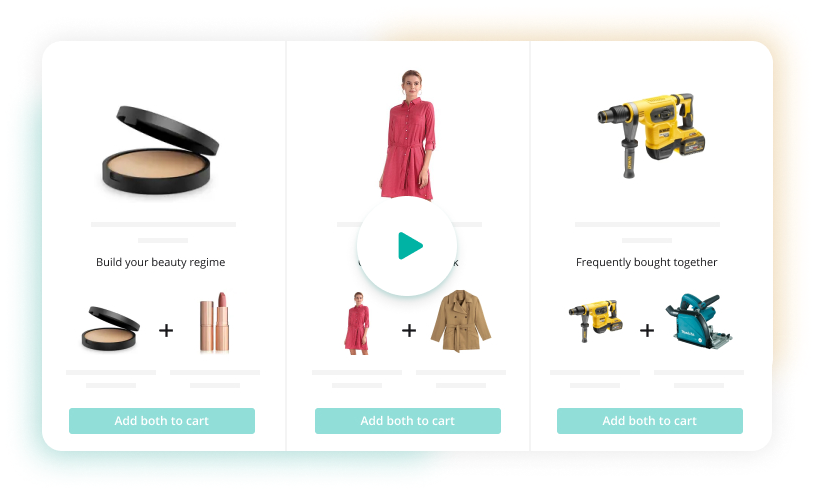 Build your beauty regime
Frequently bought together
Add both to cart
Add both to cart
Add both to cart